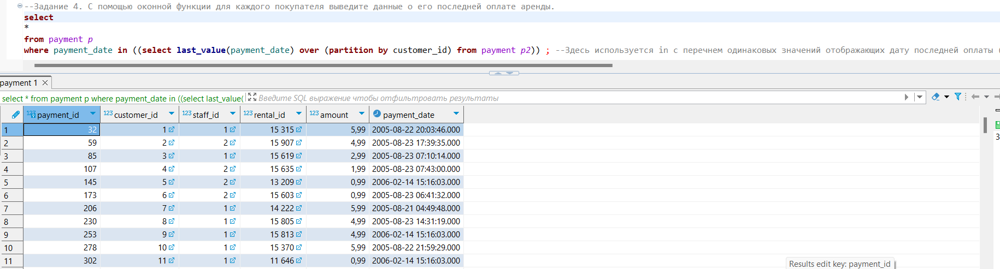 --Задание 4. С помощью оконной функции для каждого покупателя выведите данные о его последней оплате аренды.
select
*
from payment p
where payment_date in ((select last_value(payment_date) over (partition by customer_id) from payment p2)) ; --Здесь используется in с перечнем одинаковых значений отображающих дату последней оплаты (
payment 1
select * from payment p where payment_date in ((select last_value( Введите SQL выражение чтобы отфильтровать результаты
123 payment_id 123 customer_id 123 staff_id 123 rental_id 123 amount payment_date
1 32 1 1 15 315 5,99 2005-08-22 20:03:46.000
2 59 2 2 15 907 4,99 2005-08-23 17:39:35.000
3 85 3 1 15 619 2,99 2005-08-23 07:10:14.000
4 107 4 2 15 635 1,99 2005-08-23 07:43:00.000
5 145 5 2 13 209 0,99 2006-02-14 15:16:03.000
6 173 6 2 15 603 0,99 2005-08-23 06:41:32.000
7 206 7 1 14 222 5,99 2005-08-21 04:49:48.000
8 230 8 1 15 805 4,99 2005-08-23 14:31:19.000
9 253 9 1 15 813 4,99 2006-02-14 15:16:03.000
10 278 10 1 15 370 5,99 2005-08-22 21:59:29.000
11 302 11 1 11 646 0,99 2006-02-14 15:16:03.000
3
Results edit key: payment_id